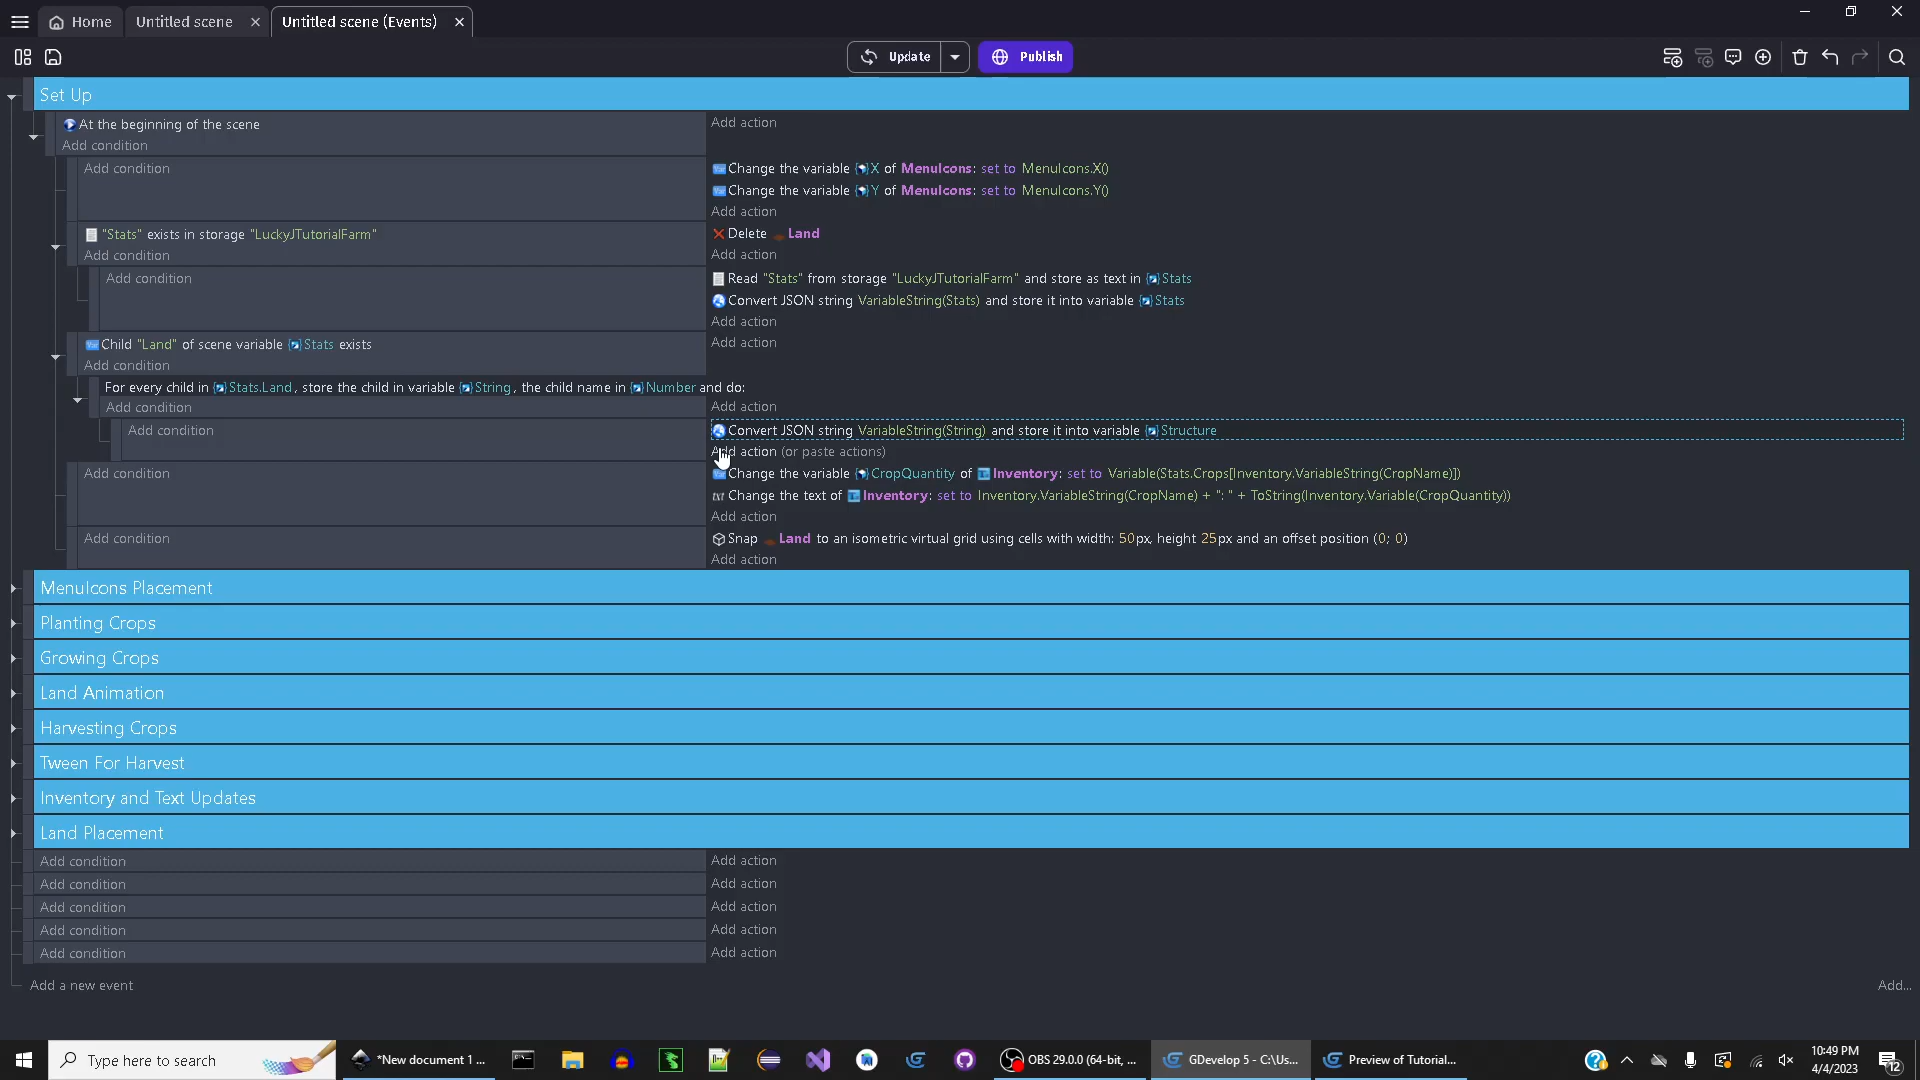 Home
Untitled scene
Untitled scene (Events)
Update
Publish
Set Up
At the beginning of the scene
Add action
Add condition
Add condition
Change the variable X of MenuIcons: set to MenuIcons.X()
Change the variable Y of MenuIcons: set to MenuIcons.Y()
Add action
"Stats" exists in storage "LuckyJTutorialFarm"
Delete Land
Add condition
Add action
Add condition
Read "Stats" from storage "LuckyJTutorialFarm" and store as text in Stats
Convert JSON string VariableString(Stats) and store it into variable Stats
Add action
Child "Land" of scene variable Stats exists
Add action
Add condition
For every child in Stats.Land, store the child in variable String, the child name in Number and do:
Add condition
Add action
Add condition
Convert JSON string VariableString(String) and store it into variable Structure
Add action (or paste actions)
Add condition
Change the variable CropQuantity of Inventory: set to Variable(Stats.Crops[Inventory.VariableString(CropName)])
Change the text of Inventory: set to Inventory.VariableString(CropName) + ": " + ToString(Inventory.Variable(CropQuantity))
Add action
Add condition
Snap Land to an isometric virtual grid using cells with width: 50px, height 25px and an offset position (0; 0)
Add action
MenuIcons Placement
Planting Crops
Growing Crops
Land Animation
Harvesting Crops
Tween For Harvest
Inventory and Text Updates
Land Placement
Add condition
Add action
Add condition
Add action
Add condition
Add action
Add condition
Add action
Add condition
Add action
Add a new event
Add...
Type here to search
*New document 1 ...
OBS 29.0.0 (64-bit, ...
GDevelop 5 - C:\Us...
Preview of Tutorial...
10:49 PM
4/4/2023
12